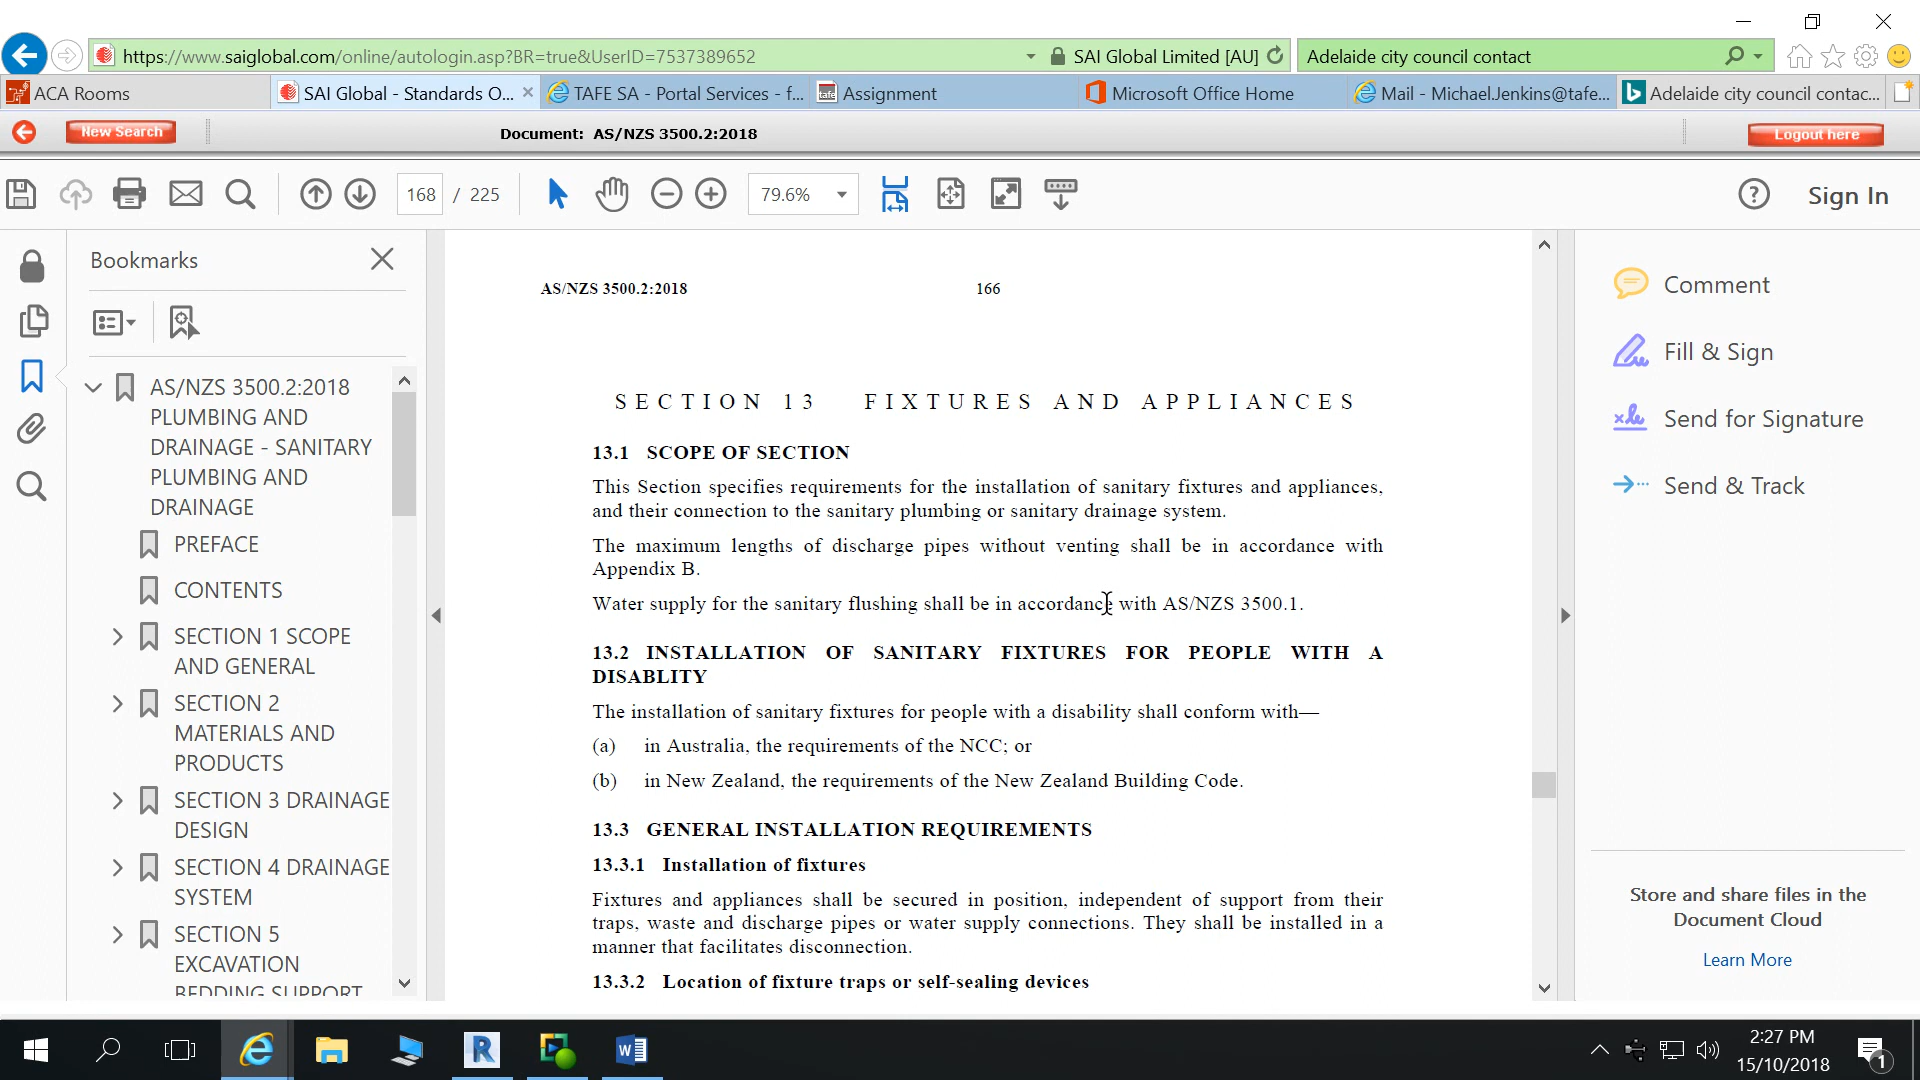 https://www.saiglobal.com/online/autologin.asp?BR=true&UserID=7537389652
SAI Global Limited [AU]
Adelaide city council contact
ACA Rooms
SAI Global - Standards O...
TAFE SA - Portal Services - f...
Assignment
Microsoft Office Home
Mail - Michael.Jenkins@tafe...
Adelaide city council contac...
New Search
Document: AS/NZS 3500.2:2018
Logout here
168 / 225
79.6%
Sign In
Bookmarks
AS/NZS 3500.2:2018
PLUMBING AND
DRAINAGE - SANITARY
PLUMBING AND
DRAINAGE
PREFACE
CONTENTS
SECTION 1 SCOPE
AND GENERAL
SECTION 2
MATERIALS AND
PRODUCTS
SECTION 3 DRAINAGE
DESIGN
SECTION 4 DRAINAGE
SYSTEM
SECTION 5
EXCAVATION
BEDDING SUPPORT
AS/NZS 3500.2:2018
166
SECTION 13 FIXTURES AND APPLIANCES
13.1 SCOPE OF SECTION
This Section specifies requirements for the installation of sanitary fixtures and appliances,
and their connection to the sanitary plumbing or sanitary drainage system.
The maximum lengths of discharge pipes without venting shall be in accordance with
Appendix B.
Water supply for the sanitary flushing shall be in accordance with AS/NZS 3500.1.
13.2 INSTALLATION OF SANITARY FIXTURES FOR PEOPLE WITH A
DISABLITY
The installation of sanitary fixtures for people with a disability shall conform with—
(a) in Australia, the requirements of the NCC; or
(b) in New Zealand, the requirements of the New Zealand Building Code.
13.3 GENERAL INSTALLATION REQUIREMENTS
13.3.1 Installation of fixtures
Fixtures and appliances shall be secured in position, independent of support from their
traps, waste and discharge pipes or water supply connections. They shall be installed in a
manner that facilitates disconnection.
13.3.2 Location of fixture traps or self-sealing devices
Comment
Fill & Sign
Send for Signature
Send & Track
Store and share files in the
Document Cloud
Learn More
2:27 PM
15/10/2018
1